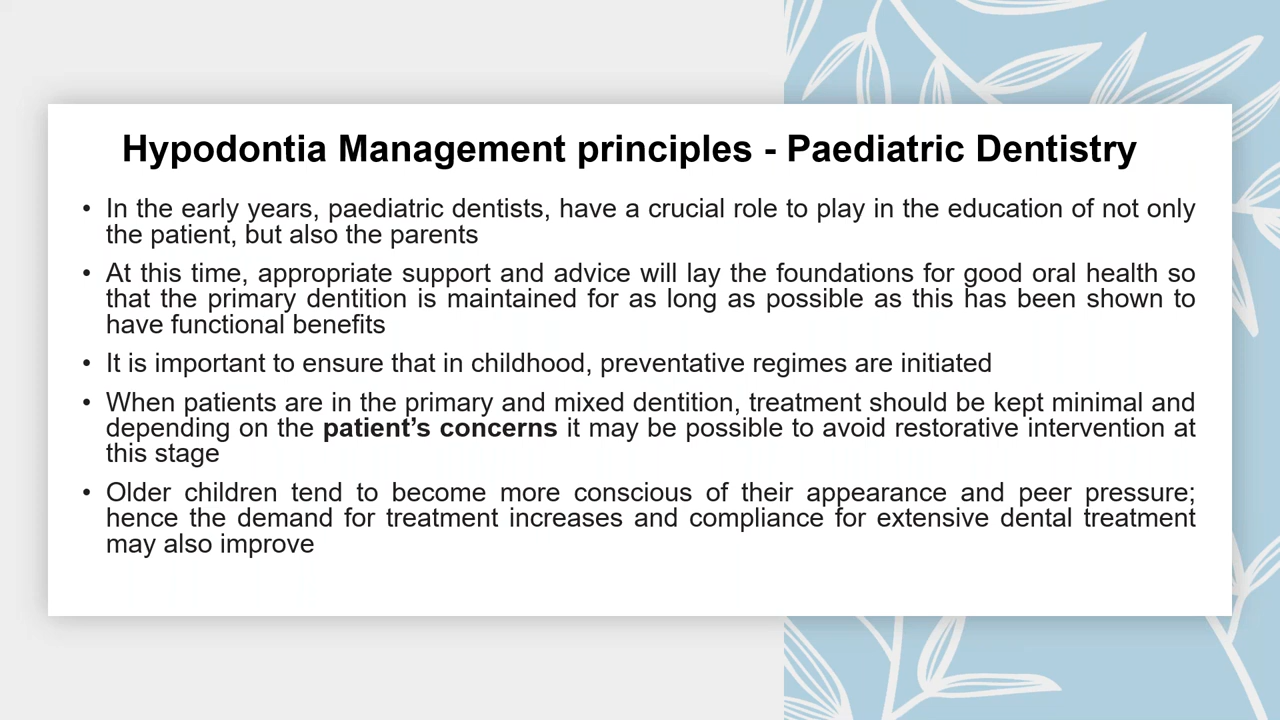 Hypodontia Management principles - Paediatric Dentistry
• In the early years, paediatric dentists, have a crucial role to play in the education of not only
the patient, but also the parents
• At this time, appropriate support and advice will lay the foundations for good oral health so
that the primary dentition is maintained for as long as possible as this has been shown to
have functional benefits
• It is important to ensure that in childhood, preventative regimes are initiated
• When patients are in the primary and mixed dentition, treatment should be kept minimal and
depending on the patient’s concerns it may be possible to avoid restorative intervention at
this stage
• Older children tend to become more conscious of their appearance and peer pressure;
hence the demand for treatment increases and compliance for extensive dental treatment
may also improve